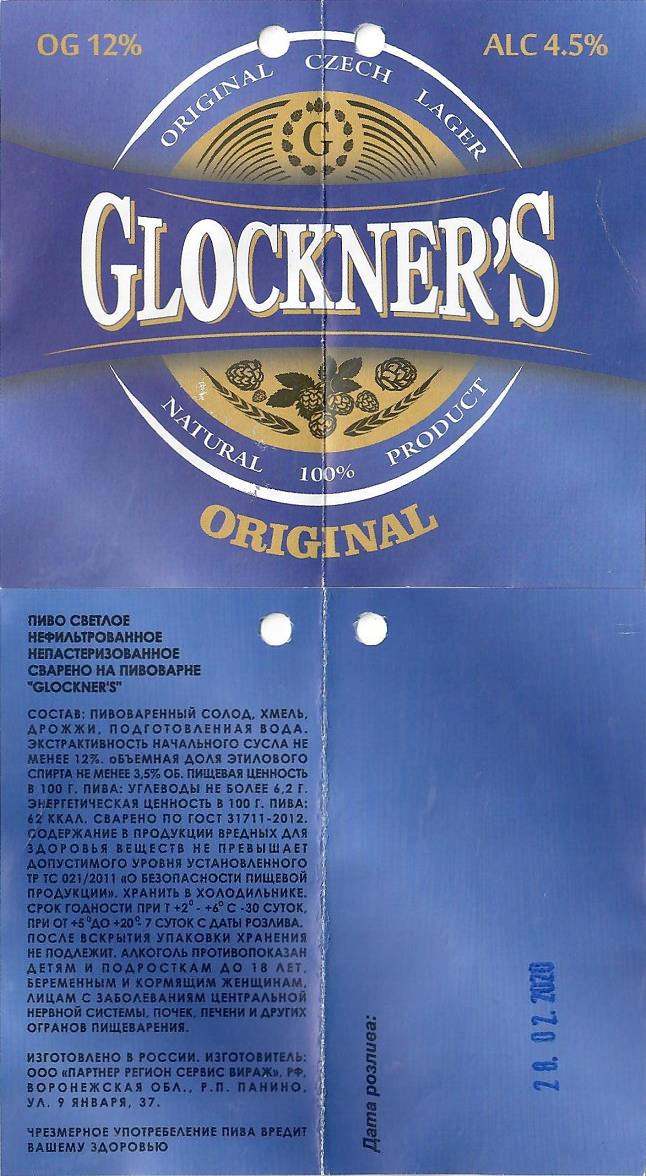 OG 12%
ALC 4.5%
ORIGINAL CZECH LAGER
G
GLOCKNER'S
NATURAL 100% PRODUCT
ORIGINAL
ПИВО СВЕТЛОЕ
НЕФИЛЬТРОВАННОЕ
НЕПАСТЕРИЗОВАННОЕ
СВАРЕНО НА ПИВОВАРНЕ
"GLOCKNER'S"
СОСТАВ: ПИВОВАРЕННЫЙ СОЛОД, ХМЕЛЬ,
ДРОЖЖИ, ПОДГОТОВЛЕННАЯ ВОДА.
ЭКСТРАКТИВНОСТЬ НАЧАЛЬНОГО СУСЛА НЕ
МЕНЕЕ 12%. оБЪЕМНАЯ ДОЛЯ ЭТИЛОВОГО
СПИРТА НЕ МЕНЕЕ 3,5% ОБ. ПИЩЕВАЯ ЦЕННОСТЬ
В 100 Г. ПИВА: УГЛЕВОДЫ НЕ БОЛЕЕ 6,2 Г.
ЭНЕРГЕТИЧЕСКАЯ ЦЕННОСТЬ В 100 Г. ПИВА:
62 ККАЛ. СВАРЕНО ПО ГОСТ 31711-2012.
СОДЕРЖАНИЕ В ПРОДУКЦИИ ВРЕДНЫХ ДЛЯ
ЗДОРОВЬЯ ВЕЩЕСТВ НЕ ПРЕВЫШАЕТ
ДОПУСТИМОГО УРОВНЯ УСТАНОВЛЕННОГО
ТР ТС 021/2011 «О БЕЗОПАСНОСТИ ПИЩЕВОЙ
ПРОДУКЦИИ». ХРАНИТЬ В ХОЛОДИЛЬНИКЕ.
СРОК ГОДНОСТИ ПРИ Т +2° - +6° С -30 СУТОК,
ПРИ ОТ +5°ДО +20°- 7 СУТОК С ДАТЫ РОЗЛИВА.
ПОСЛЕ ВСКРЫТИЯ УПАКОВКИ ХРАНЕНИЯ
НЕ ПОДЛЕЖИТ. АЛКОГОЛЬ ПРОТИВОПОКАЗАН
ДЕТЯМ И ПОДРОСТКАМ ДО 18 ЛЕТ,
БЕРЕМЕННЫМ И КОРМЯЩИМ ЖЕНЩИНАМ,
ЛИЦАМ С ЗАБОЛЕВАНИЯМ ЦЕНТРАЛЬНОЙ
НЕРВНОЙ СИСТЕМЫ, ПОЧЕК, ПЕЧЕНИ И ДРУГИХ
ОГРАНОВ ПИЩЕВАРЕНИЯ.
ИЗГОТОВЛЕНО В РОССИИ. ИЗГОТОВИТЕЛЬ:
ООО «ПАРТНЕР РЕГИОН СЕРВИС ВИРАЖ», РФ,
ВОРОНЕЖСКАЯ ОБЛ., Р.П. ПАНИНО,
УЛ. 9 ЯНВАРЯ, 37.
ЧРЕЗМЕРНОЕ УПОТРЕБЕЛЕНИЕ ПИВА ВРЕДИТ
ВАШЕМУ ЗДОРОВЬЮ
Дата розлива:
28.02.2020